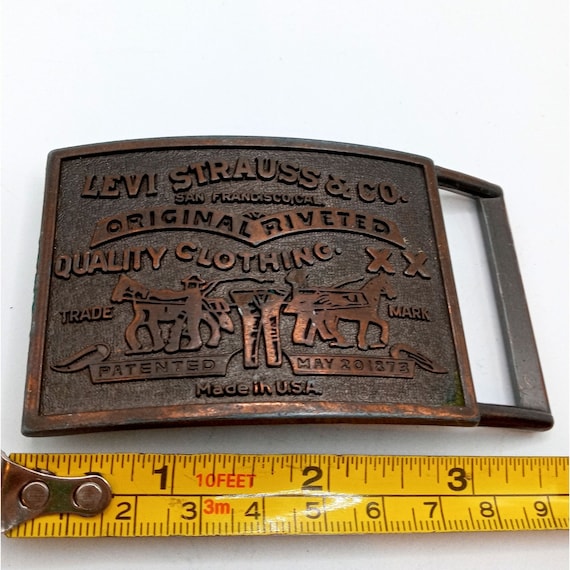 LEVI STRAUSS & CO.
SAN FRANDISCO,CAL.
ORIGINAL RIVETED
QUALITY CLOTHING. XX
TRADE MARK
PATENTED MAY 20 1873
Made in U.S.A.
1 10FEET 2 3
2 3 3m 4 5 6 7 8 9